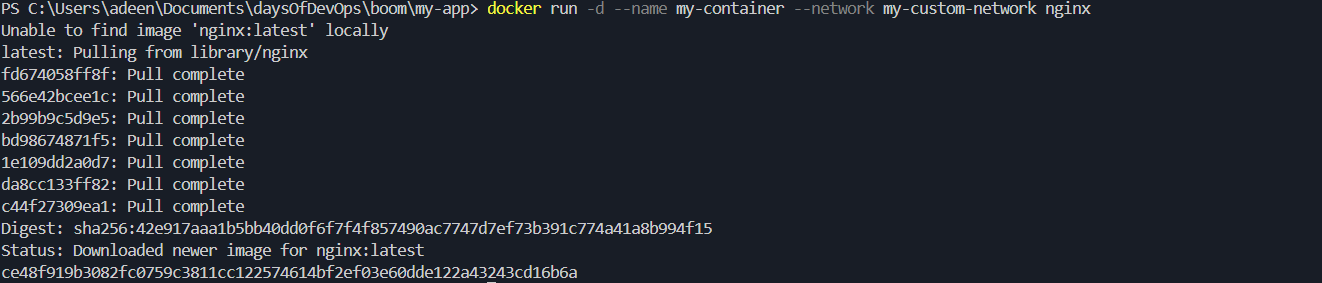 PS C:\Users\adeen\Documents\daysOfDevOps\boom\my-app> docker run -d --name my-container --network my-custom-network nginx
Unable to find image 'nginx:latest' locally
latest: Pulling from library/nginx
fd674058ff8f: Pull complete
566e42bcee1c: Pull complete
2b99b9c5d9e5: Pull complete
bd98674871f5: Pull complete
1e109dd2a0d7: Pull complete
da8cc133ff82: Pull complete
c44f27309ea1: Pull complete
Digest: sha256:42e917aaa1b5bb40dd0f6f7f4f857490ac7747d7ef73b391c774a41a8b994f15
Status: Downloaded newer image for nginx:latest
ce48f919b3082fc0759c3811cc122574614bf2ef03e60dde122a43243cd16b6a